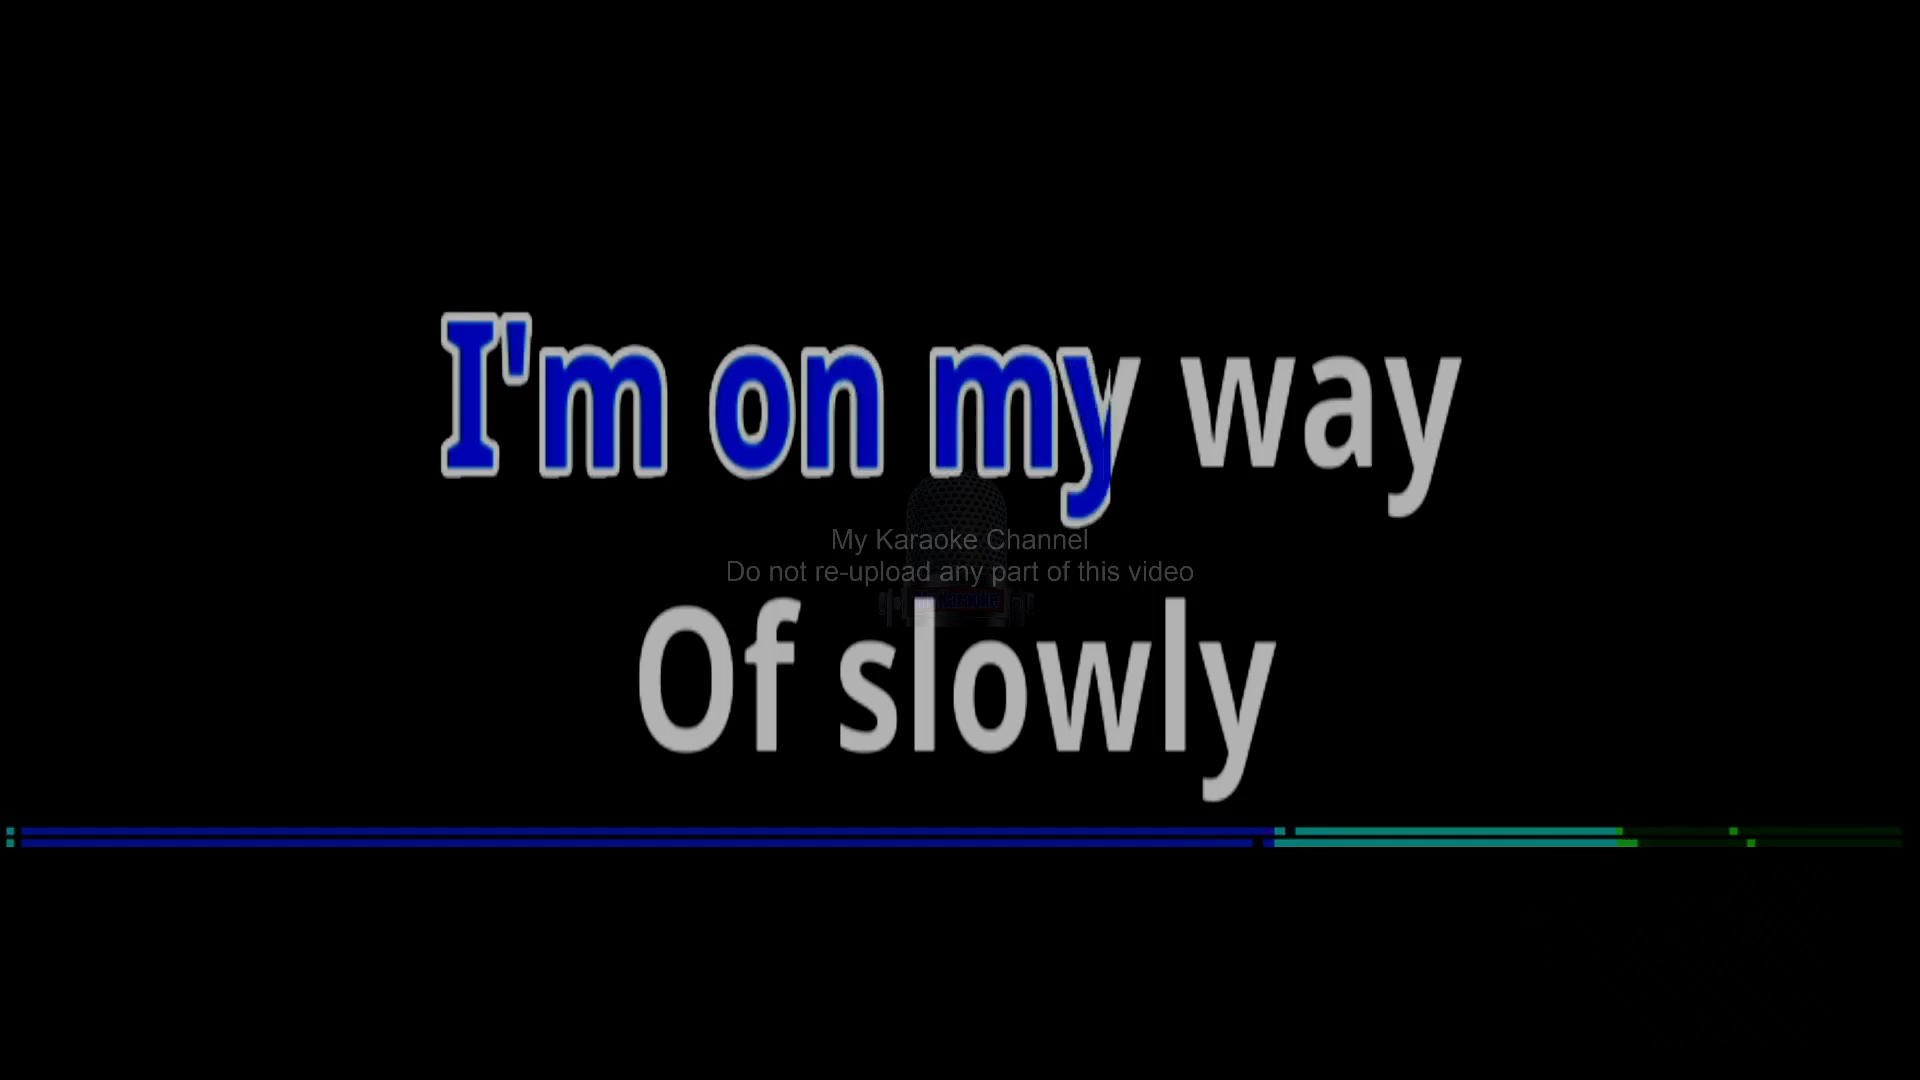 I'm on my way
My Karaoke Channel
Do not re-upload any part of this video
Of slowly